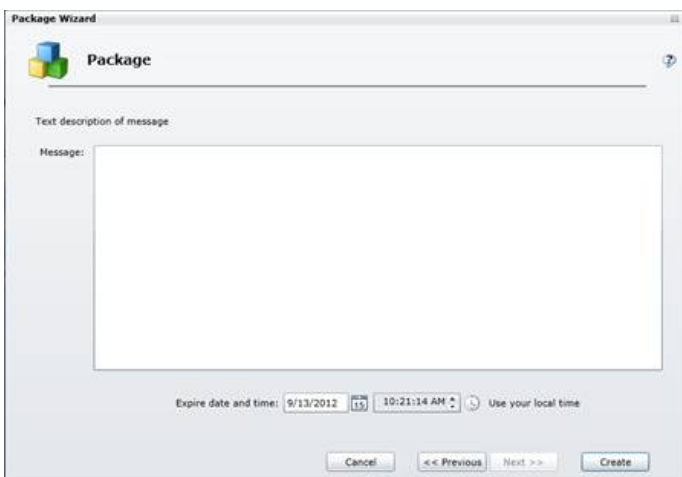 Package Wizard
Package
Text description of message
Message:
Expire date and time: 9/13/2012 15 10:21:14 AM Use your local time
Cancel << Previous Next >> Create